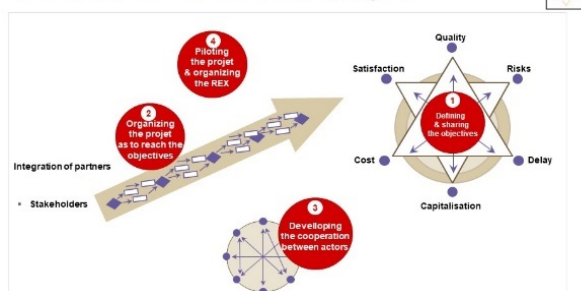 4
Piloting
the projet
& organizing
the REX
2
Organizing
the projet
as to reach the
objectives
Integration of partners
• Stakeholders
3
Develloping
the cooperation
between actors
Quality
Satisfaction
Risks
1
Defining
& sharing
the objectives
Cost
Delay
Capitalisation